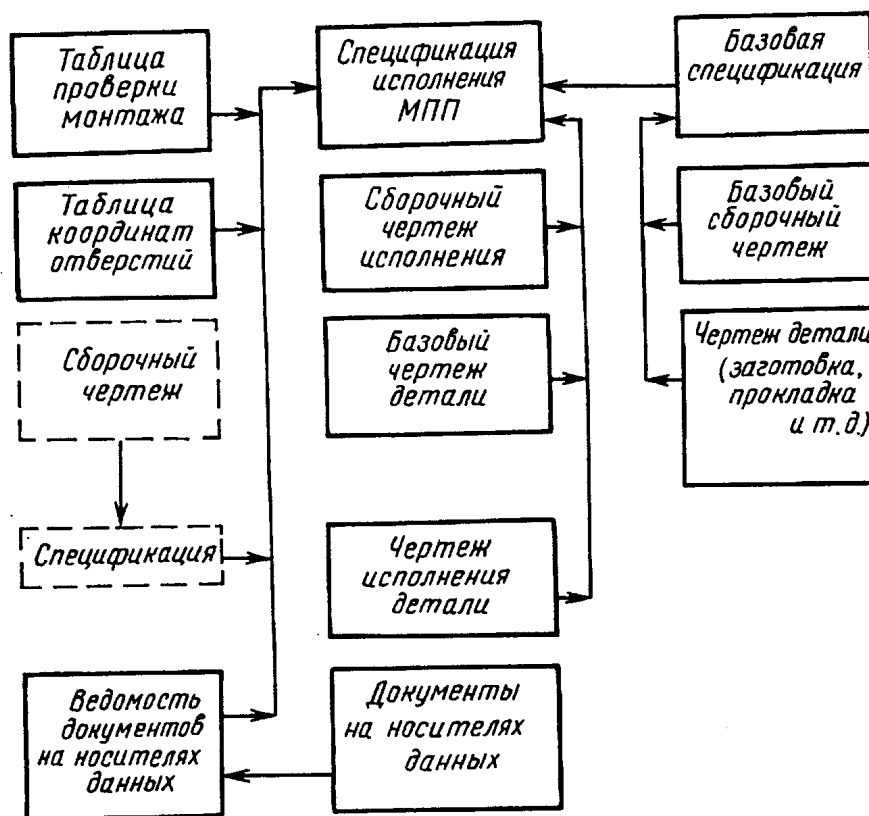 Таблица
проверки
монтажа
Спецификация
исполнения
МПП
Базовая
спецификация
Таблица
координат
отверстий
Сборочный
чертеж
исполнения
Базовый
сборочный
чертеж
Сборочный
чертеж
Базовый
чертеж
детали
Чертеж детали
(заготовка,
прокладка
и т.д.)
Спецификация
Чертеж
исполнения
детали
Ведомость
документов
на носителях
данных
Документы
на носителях
данных